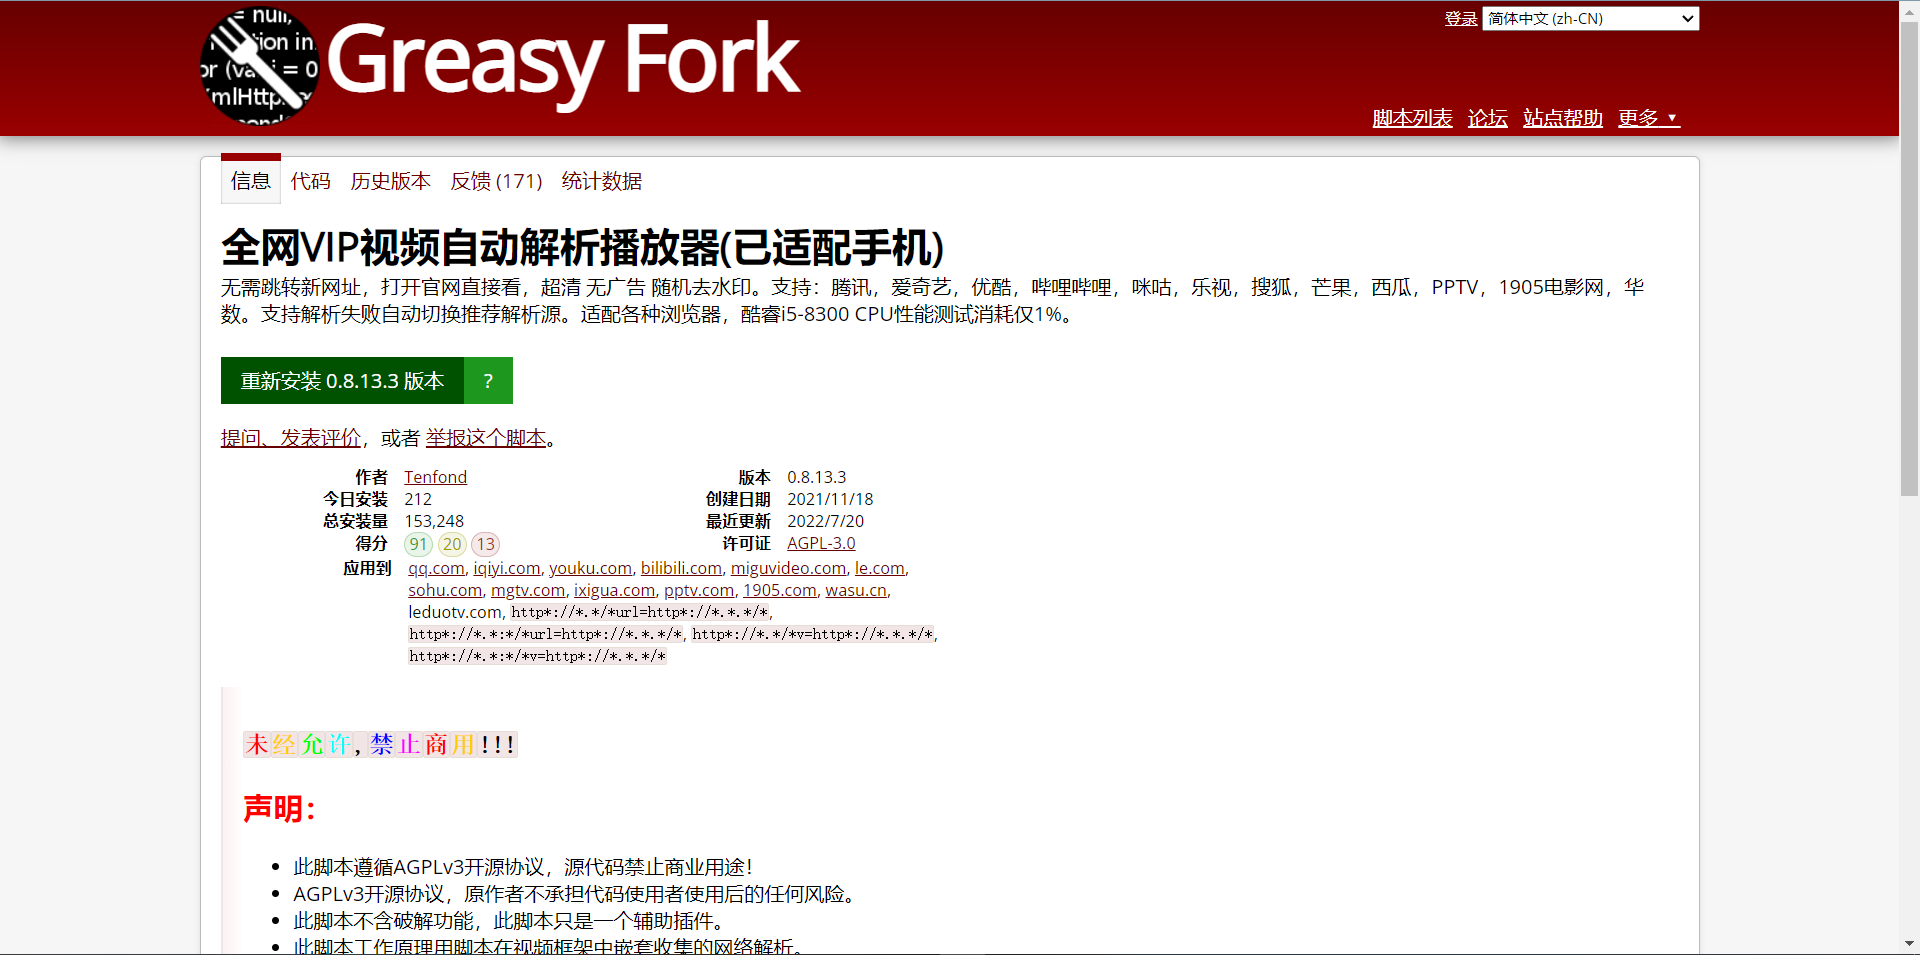 null,
tion in
or (va i = 0
mlHttp
Greasy Fork
登录 简体中文 (zh-CN)
脚本列表 论坛 站点帮助 更多 ▼
信息 代码 历史版本 反馈 (171) 统计数据
全网VIP视频自动解析播放器(已适配手机)
无需跳转新网址，打开官网直接看，超清 无广告 随机去水印。支持：腾讯，爱奇艺，优酷，哔哩哔哩，咪咕，乐视，搜狐，芒果，西瓜，PPTV，1905电影网，华
数。支持解析失败自动切换推荐解析源。适配各种浏览器，酷睿i5-8300 CPU性能测试消耗仅1%。
重新安装 0.8.13.3 版本 ?
提问、发表评价，或者 举报这个脚本。
作者 Tenfond 版本 0.8.13.3
今日安装 212 创建日期 2021/11/18
总安装量 153,248 最近更新 2022/7/20
得分 91 20 13 许可证 AGPL-3.0
应用到 qq.com, iqiyi.com, youku.com, bilibili.com, miguvideo.com, le.com,
sohu.com, mgtv.com, ixigua.com, pptv.com, 1905.com, wasu.cn,
leduotv.com, http*://*.*/*url=http*://*.*.*/*,
http*://*.*:*/*url=http*://*.*.*/*, http*://*.*/*v=http*://*.*.*/*,
http*://*.*:*/*v=http*://*.*.*/*
未经允许,禁止商用!!!
声明：
此脚本遵循AGPLv3开源协议，源代码禁止商业用途！
AGPLv3开源协议，原作者不承担代码使用者使用后的任何风险。
此脚本不含破解功能，此脚本只是一个辅助插件。
此脚本工作原理用脚本在视频框架中嵌套收集的网络解析。